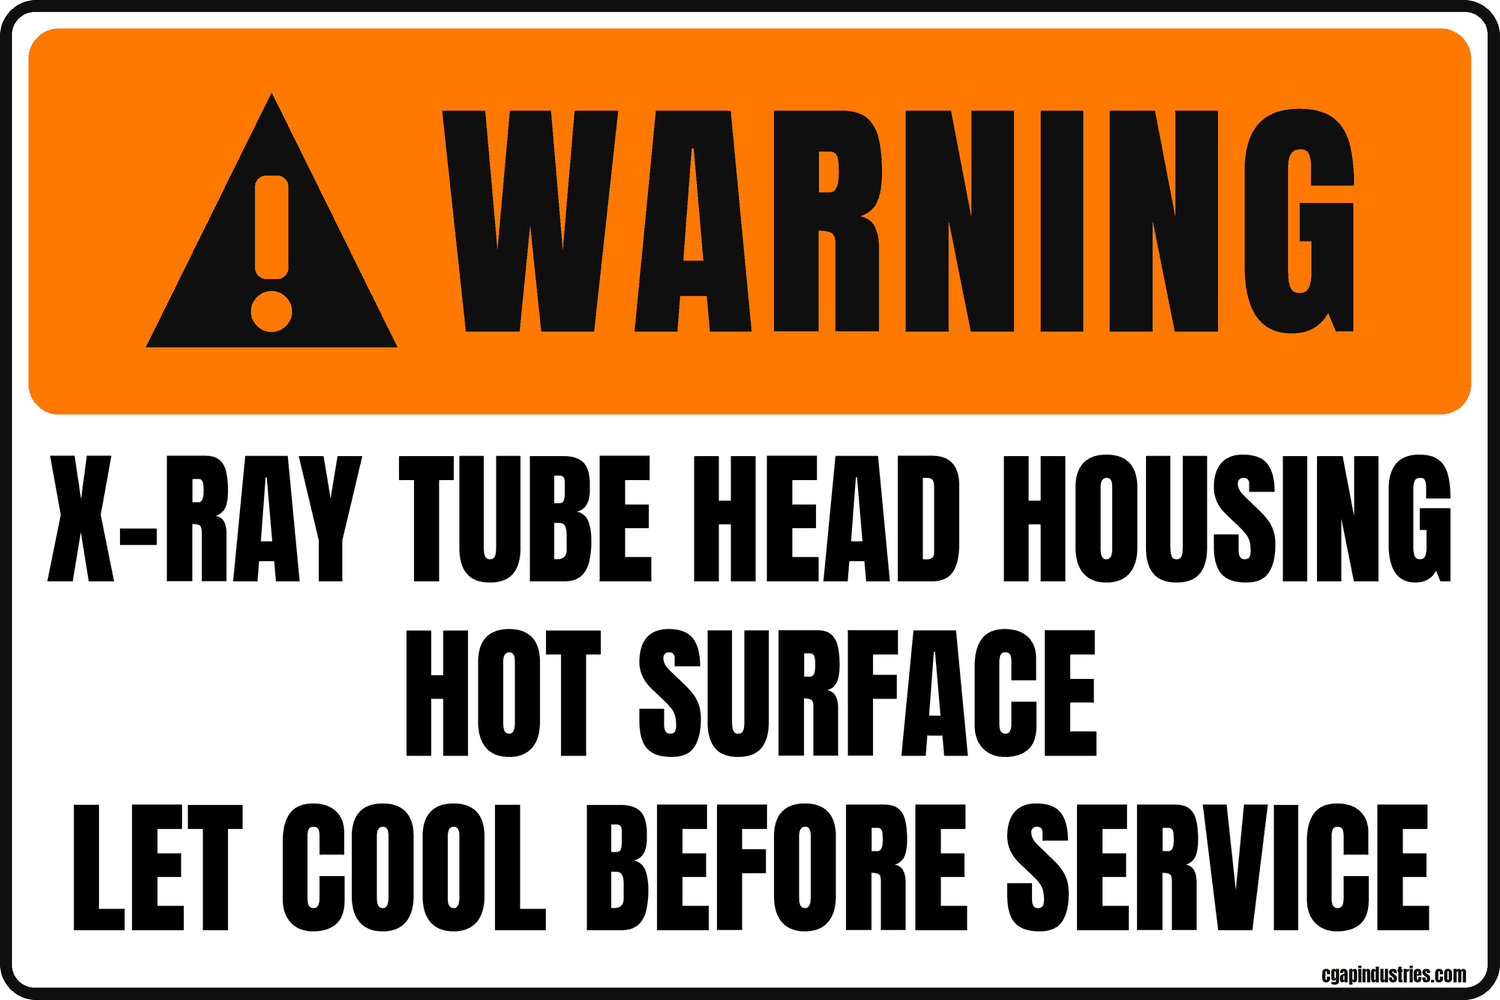 WARNING
X-RAY TUBE HEAD HOUSING
HOT SURFACE
LET COOL BEFORE SERVICE
cgapindustries.com